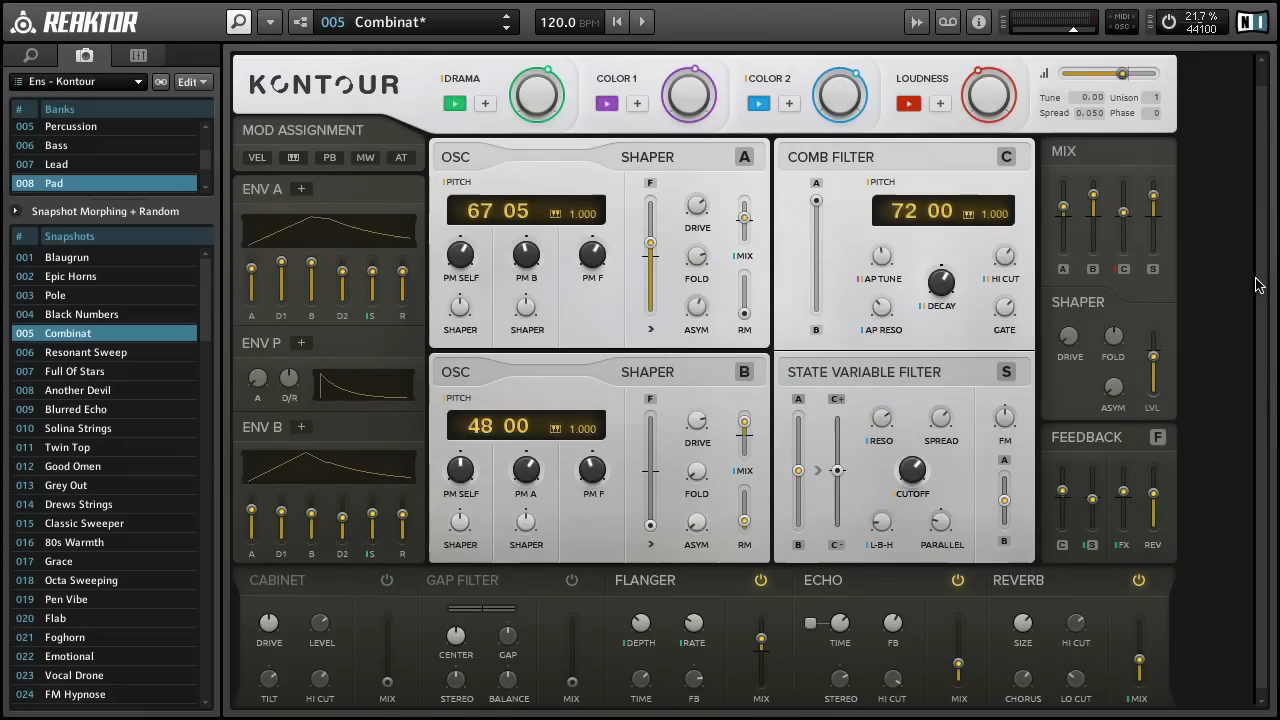 REAKTOR
005 Combinat*
120.0 BPM
OUT
MIDI
OSC
CPU
21.7 %
44100
NI
Ens - Kontour
Edit
# Banks
005 Percussion
006 Bass
007 Lead
008 Pad
Snapshot Morphing + Random
# Snapshots
001 Blaugrun
002 Epic Horns
003 Pole
004 Black Numbers
005 Combinat
006 Resonant Sweep
007 Full Of Stars
008 Another Devil
009 Blurred Echo
010 Solina Strings
011 Twin Top
012 Good Omen
013 Grey Out
014 Drews Strings
015 Classic Sweeper
016 80s Warmth
017 Grace
018 Octa Sweeping
019 Pen Vibe
020 Flab
021 Foghorn
022 Emotional
023 Vocal Drone
024 FM Hypnose
KONTOUR
DRAMA
COLOR 1
COLOR 2
LOUDNESS
Tune 0.00 Unison 1
Spread 0.050 Phase 0
MOD ASSIGNMENT
VEL PB MW AT
ENV A +
A D1 B D2 S R
ENV P +
A D/R
ENV B +
A D1 B D2 S R
OSC SHAPER A
PITCH
67 05 1.000
F
DRIVE
PM SELF PM B PM F
FOLD
MIX
SHAPER SHAPER
ASYM RM
OSC SHAPER B
PITCH
48 00 1.000
F
DRIVE
PM SELF PM A PM F
FOLD
MIX
SHAPER SHAPER
ASYM RM
COMB FILTER C
A
PITCH
72 00 1.000
AP TUNE HI CUT
DECAY
B AP RESO GATE
STATE VARIABLE FILTER S
A C+
RESO SPREAD FM
A
CUTOFF
B C- L-B-H PARALLEL B
MIX
A B C S
SHAPER
DRIVE FOLD
ASYM LVL
FEEDBACK F
C S FX REV
CABINET
DRIVE LEVEL
TILT HI CUT MIX
GAP FILTER
CENTER GAP
STEREO BALANCE MIX
FLANGER
DEPTH RATE
TIME FB MIX
ECHO
TIME FB
STEREO HI CUT MIX
REVERB
SIZE HI CUT
CHORUS LO CUT MIX